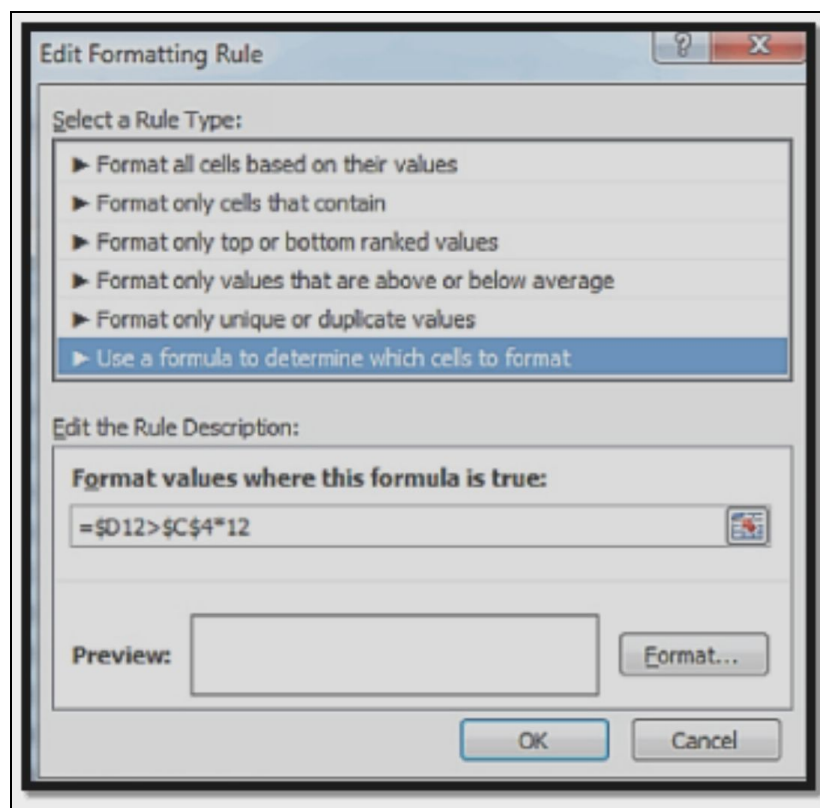 Edit Formatting Rule
Select a Rule Type:
► Format all cells based on their values
► Format only cells that contain
► Format only top or bottom ranked values
► Format only values that are above or below average
► Format only unique or duplicate values
► Use a formula to determine which cells to format
Edit the Rule Description:
Format values where this formula is true:
=$D12>$C$4*12
Preview:
Format...
OK Cancel